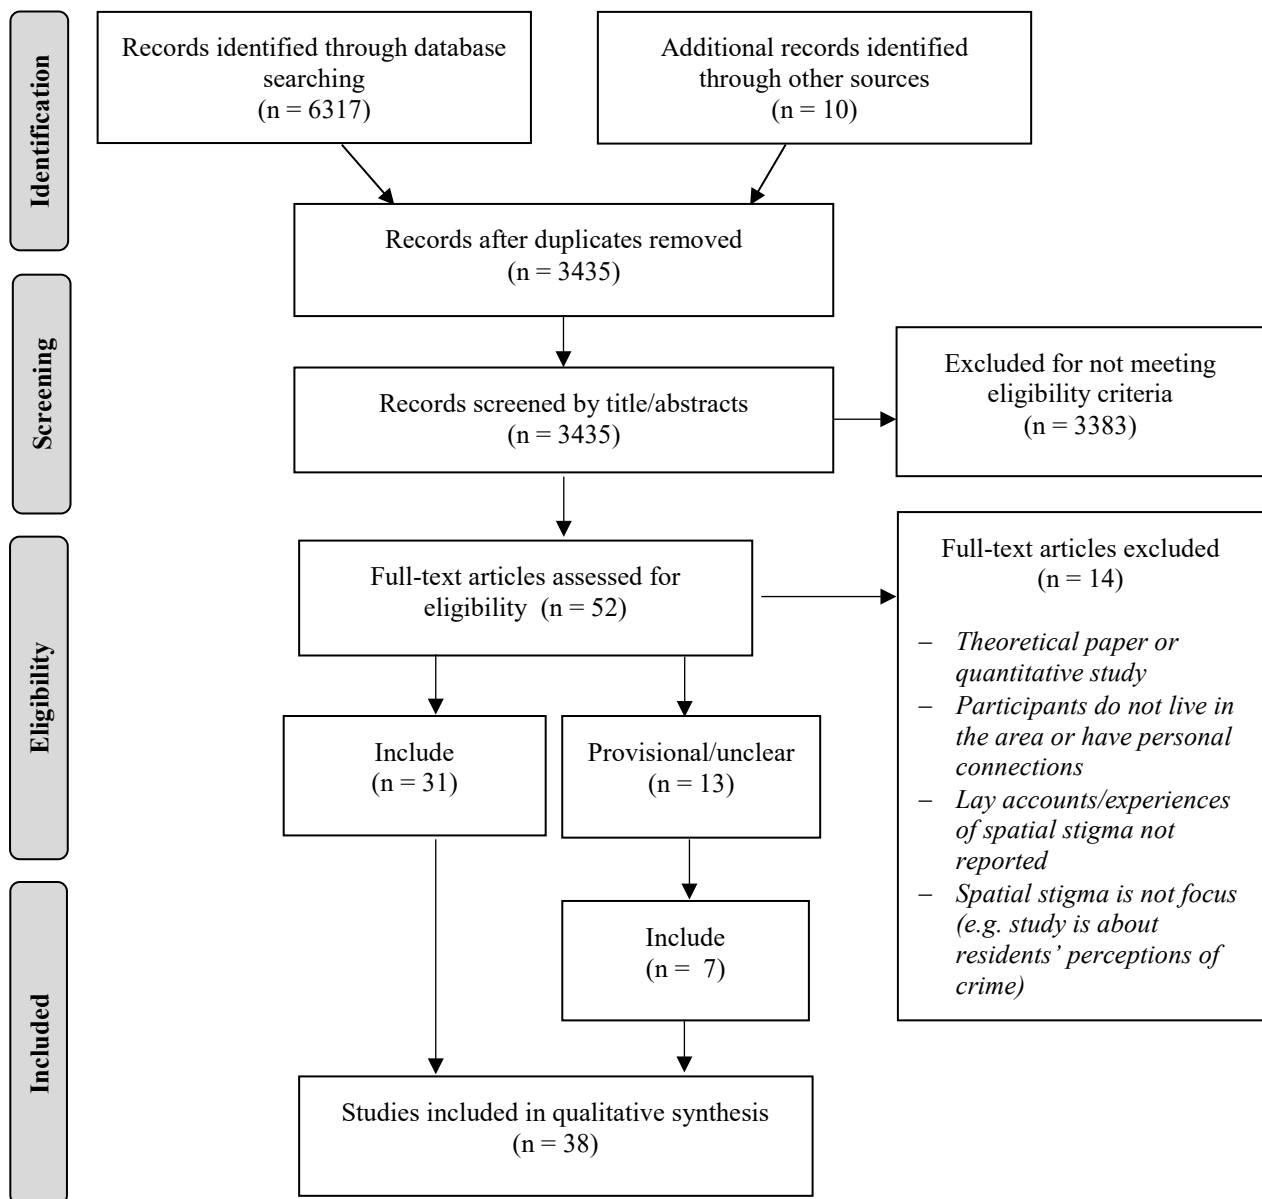 Identification
Records identified through database
searching
(n = 6317)
Additional records identified
through other sources
(n = 10)
Records after duplicates removed
(n = 3435)
Screening
Records screened by title/abstracts
(n = 3435)
Excluded for not meeting
eligibility criteria
(n = 3383)
Eligibility
Full-text articles assessed for
eligibility (n = 52)
Full-text articles excluded
(n = 14)
– Theoretical paper or
quantitative study
– Participants do not live in
the area or have personal
connections
– Lay accounts/experiences
of spatial stigma not
reported
– Spatial stigma is not focus
(e.g. study is about
residents’ perceptions of
crime)
Include
(n = 31)
Provisional/unclear
(n = 13)
Included
Include
(n = 7)
Studies included in qualitative synthesis
(n = 38)